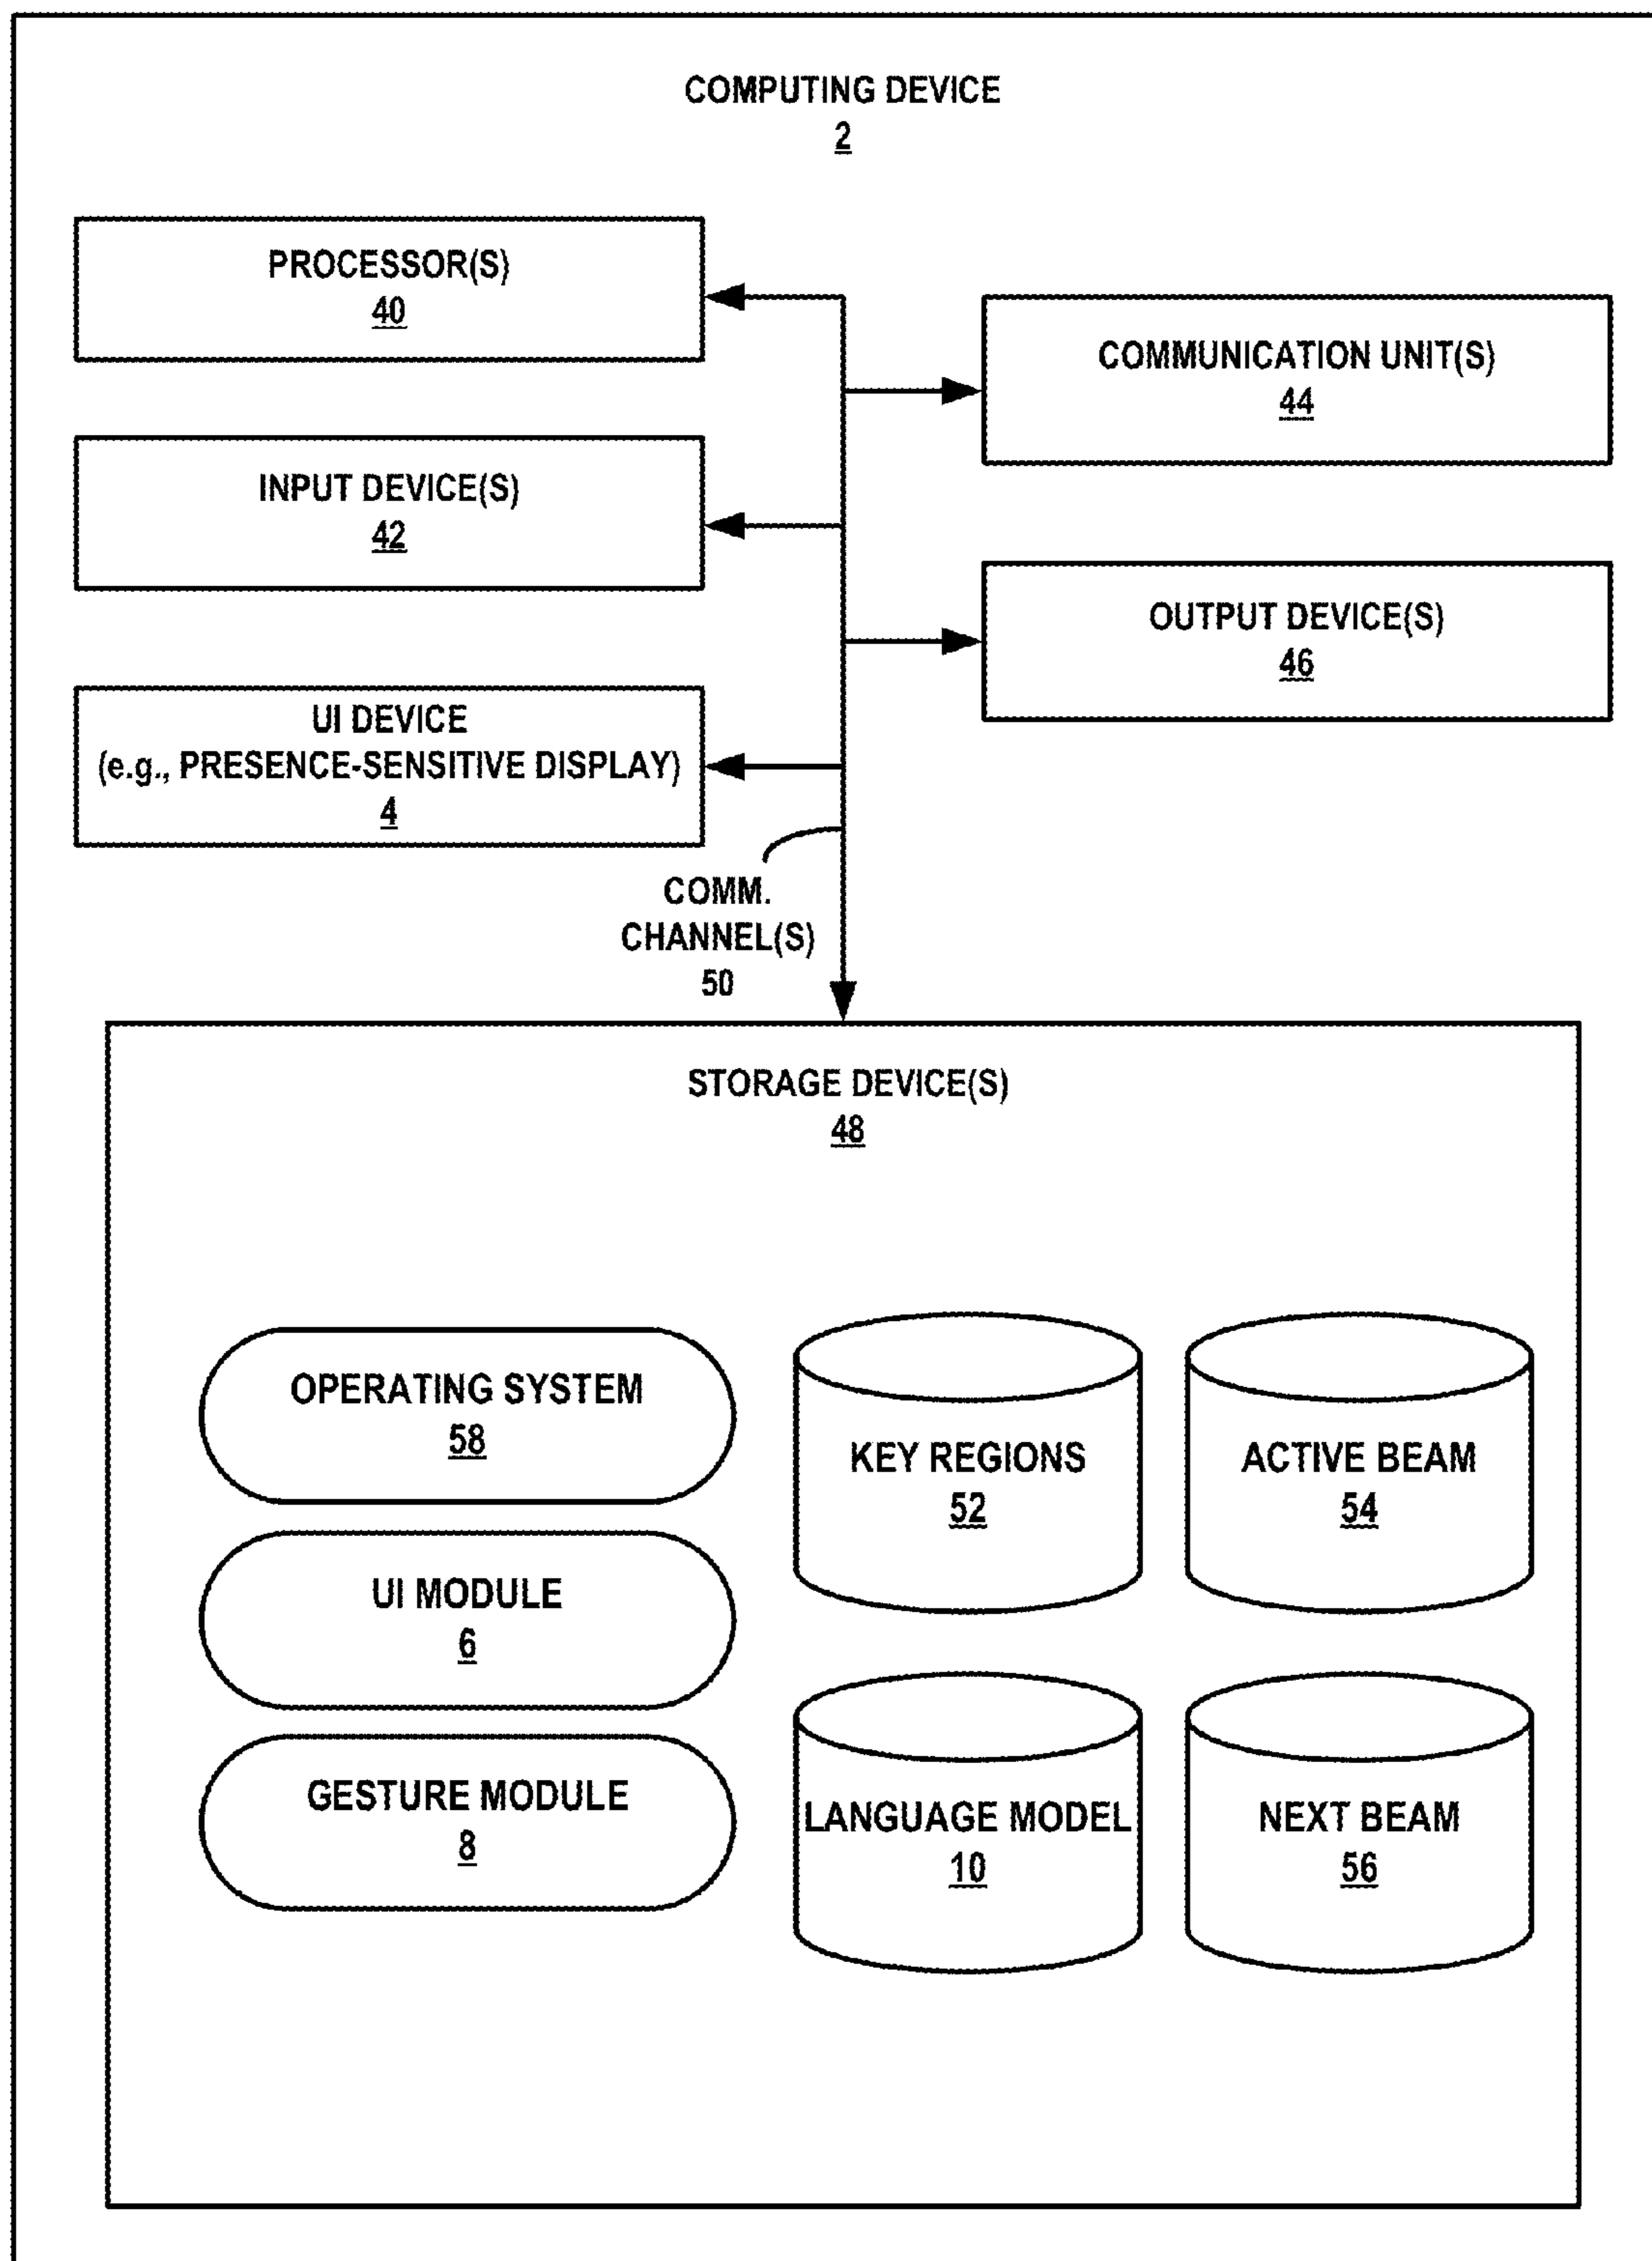 COMPUTING DEVICE
2
PROCESSOR(S)
40
COMMUNICATION UNIT(S)
44
INPUT DEVICE(S)
42
OUTPUT DEVICE(S)
46
UI DEVICE
(e.g., PRESENCE-SENSITIVE DISPLAY)
4
COMM.
CHANNEL(S)
50
STORAGE DEVICE(S)
48
OPERATING SYSTEM
58
KEY REGIONS
52
ACTIVE BEAM
54
UI MODULE
6
GESTURE MODULE
8
LANGUAGE MODEL
10
NEXT BEAM
56